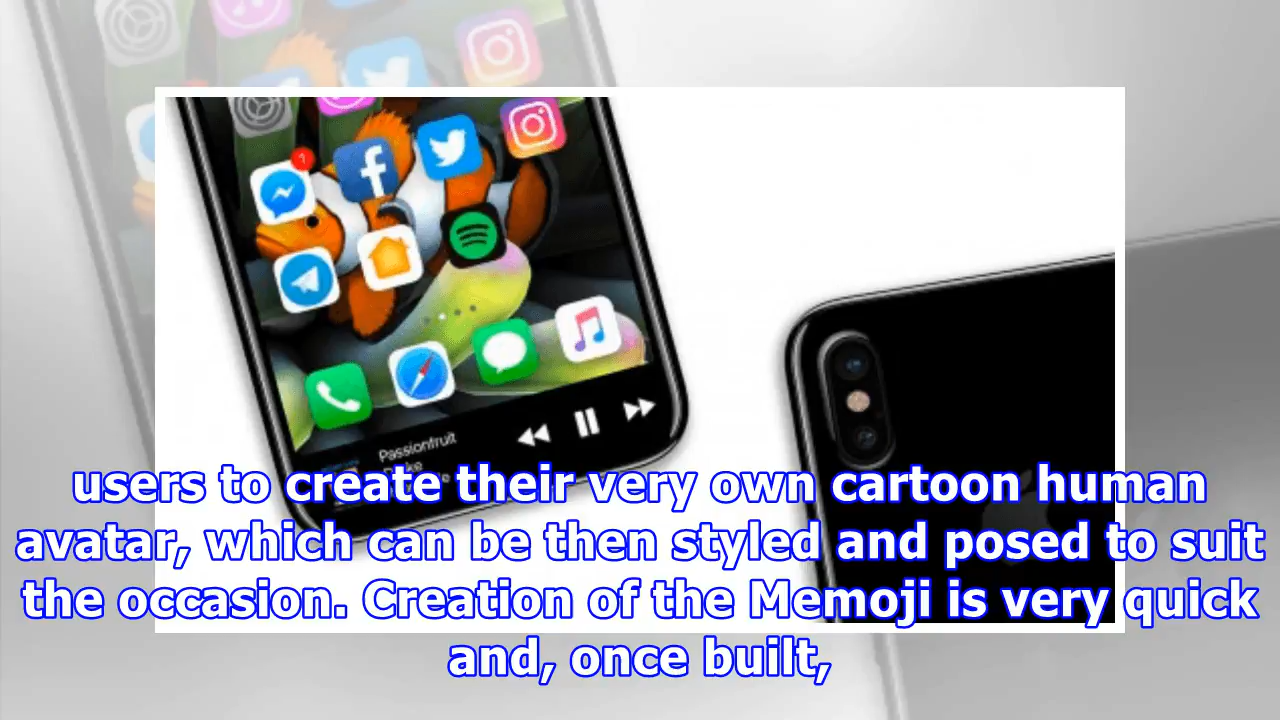 1
Passionfruit
users to create their very own cartoon human
avatar, which can be then styled and posed to suit
the occasion. Creation of the Memoji is very quick
and, once built,